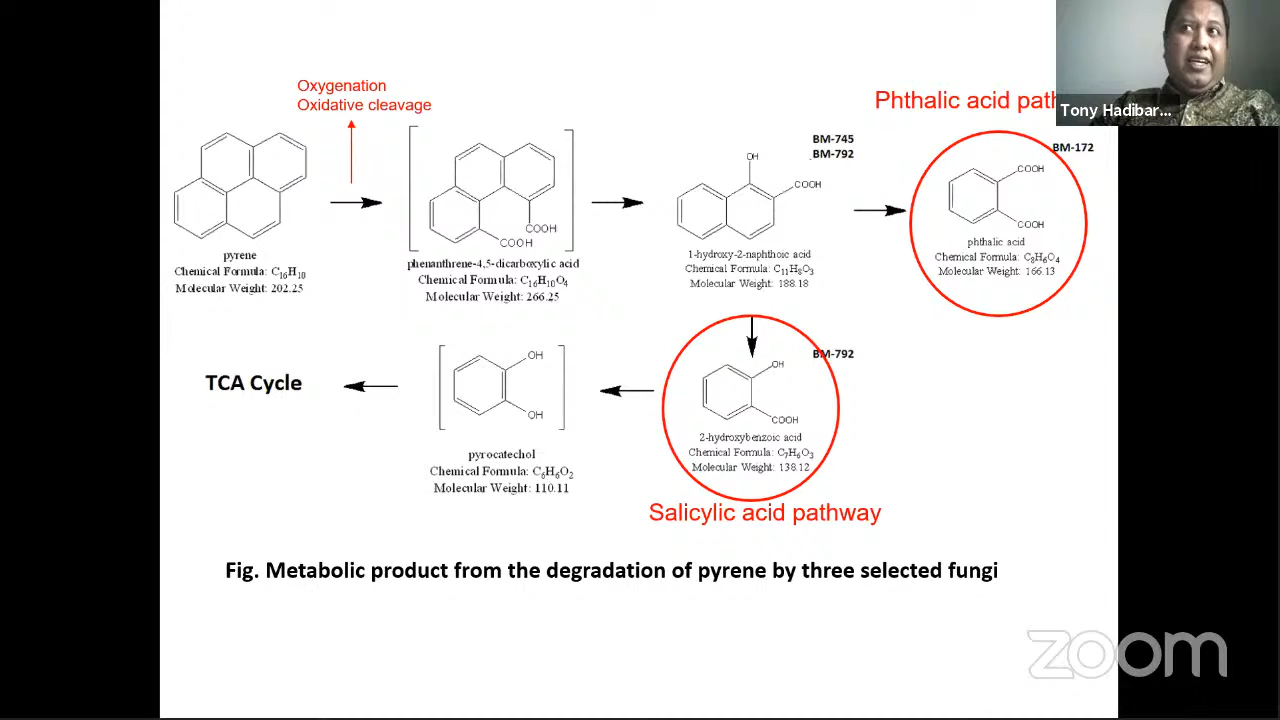 Oxygenation
Oxidative cleavage
Phthalic acid path
Tony Hadibar...
BM-745
BM-792
BM-172
OH
COOH
COOH
COOH
COOH
COOH
pyrene
Chemical Formula: C₁₆H₁₀
Molecular Weight: 202.25
phenanthrene-4,5-dicarboxylic acid
Chemical Formula: C₁₆H₁₀O₄
Molecular Weight: 266.25
1-hydroxy-2-naphthoic acid
Chemical Formula: C₁₁H₈O₃
Molecular Weight: 188.18
phthalic acid
Chemical Formula: C₈H₆O₄
Molecular Weight: 166.13
TCA Cycle
OH
OH
pyrocatechol
Chemical Formula: C₆H₆O₂
Molecular Weight: 110.11
BM-792
OH
COOH
2-hydroxybenzoic acid
Chemical Formula: C₇H₆O₃
Molecular Weight: 138.12
Salicylic acid pathway
Fig. Metabolic product from the degradation of pyrene by three selected fungi
zoom